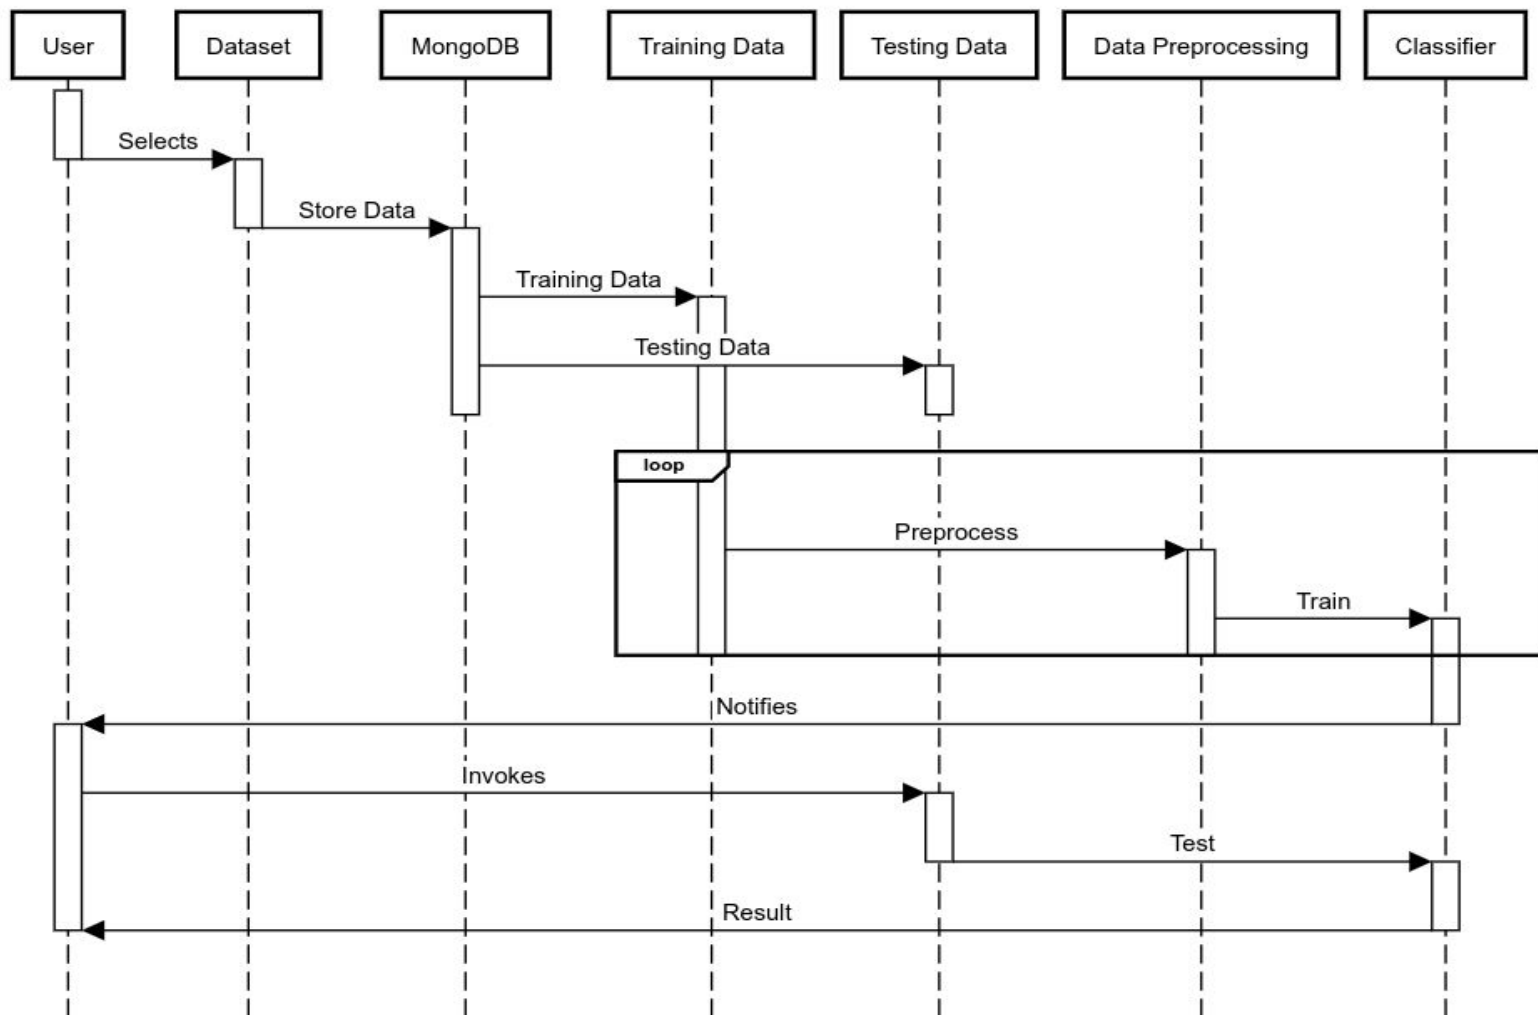 User
Dataset
MongoDB
Training Data
Testing Data
Data Preprocessing
Classifier
Selects
Store Data
Training Data
Testing Data
loop
Preprocess
Train
Notifies
Invokes
Test
Result